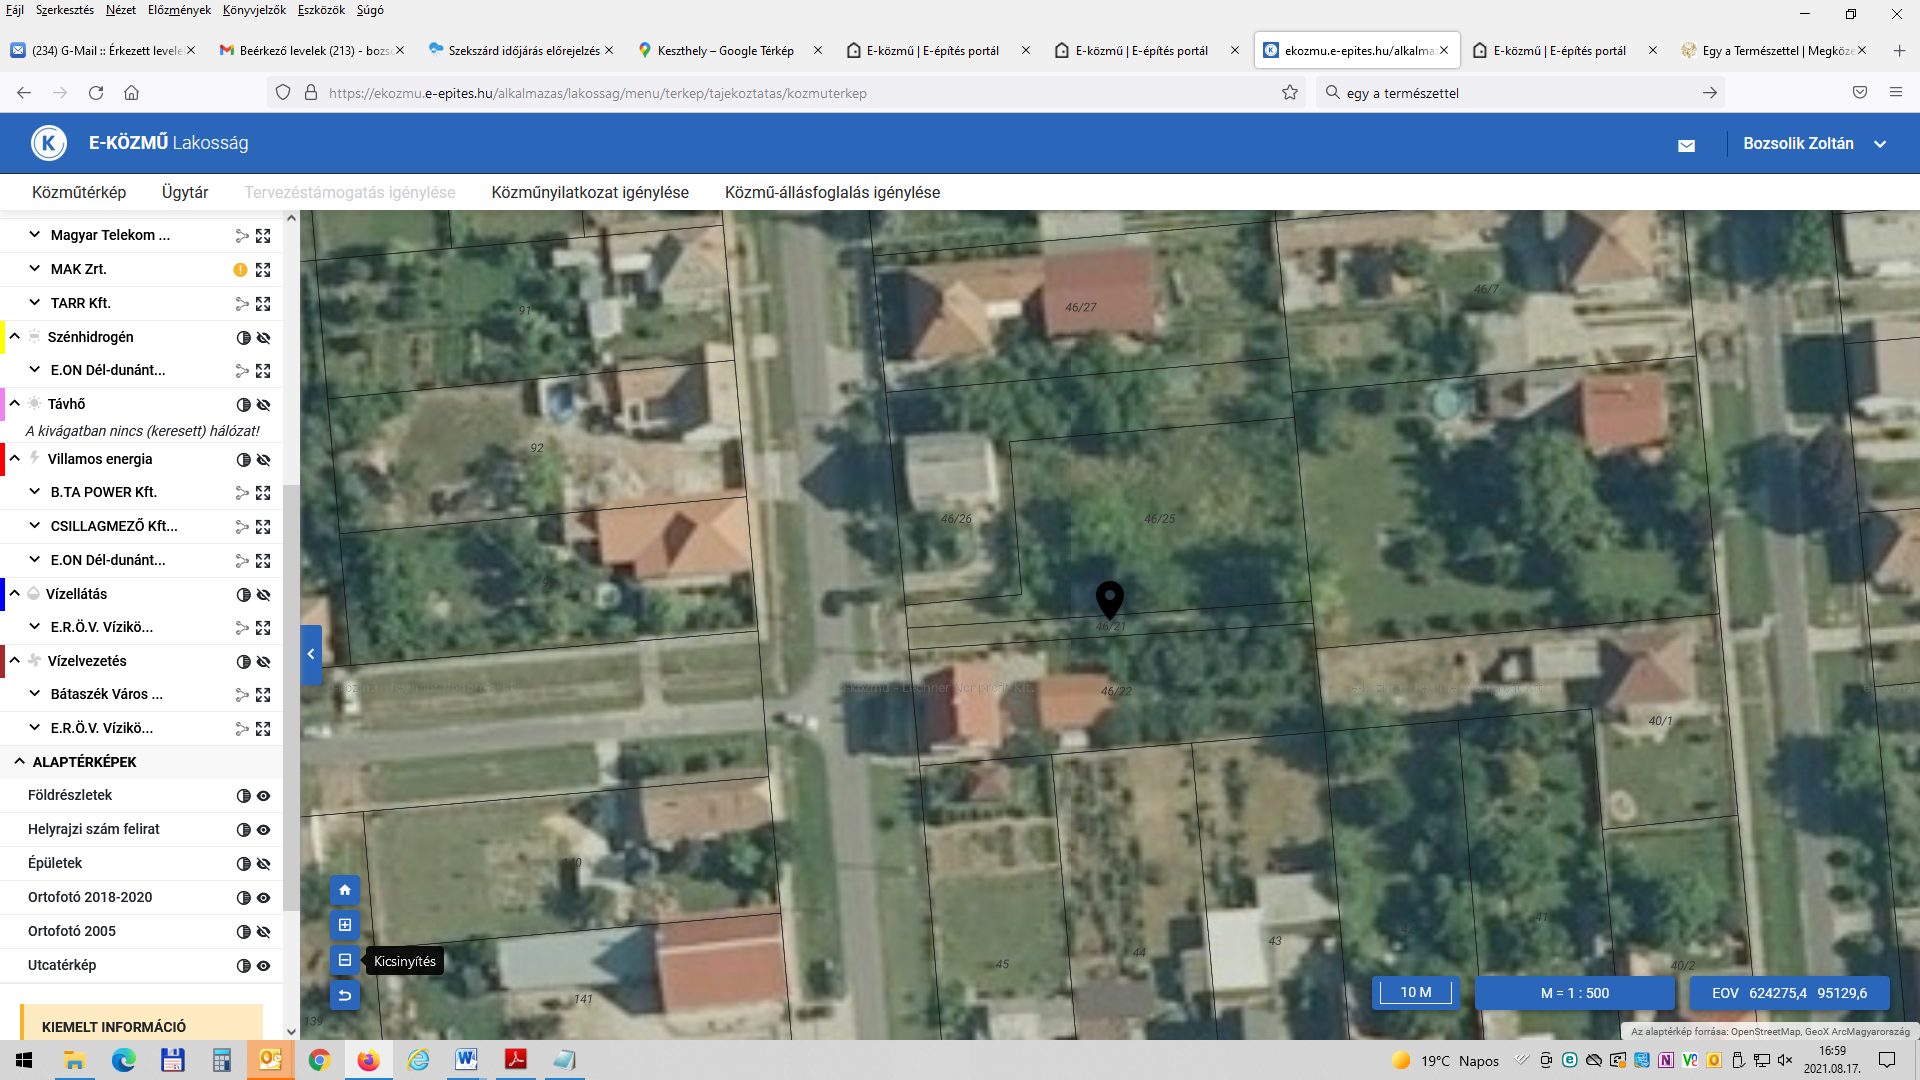 Fájl Szerkesztés Nézet Előzmények Könyvjelzők Eszközök Súgó
(234) G-Mail :: Érkezett levele
Beérkező levelek (213) - bozs
Szekszárd időjárás előrejelzés
Keszthely – Google Térkép
E-közmű | E-építés portál
E-közmű | E-építés portál
ekozmu.e-epites.hu/alkalma
E-közmű | E-építés portál
Egy a Természettel | Megköze
https://ekozmu.e-epites.hu/alkalmazas/lakossag/menu/terkep/tajekoztatas/kozmuterkep
egy a természettel
K E-KÖZMŰ Lakosság
Bozsolik Zoltán
Közműtérkép Ügytár Tervezéstámogatás igénylése Közműnyilatkozat igénylése Közmű-állásfoglalás igénylése
Magyar Telekom ...
MAK Zrt.
TARR Kft.
Szénhidrogén
E.ON Dél-dunánt...
Távhő
A kivágatban nincs (keresett) hálózat!
Villamos energia
B.TA POWER Kft.
CSILLAGMEZŐ Kft...
E.ON Dél-dunánt...
Vízellátás
E.R.Ö.V. Vízikö...
Vízelvezetés
Bátaszék Város ...
E.R.Ö.V. Vízikö...
ALAPTÉRKÉPEK
Földrészletek
Helyrajzi szám felirat
Épületek
Ortofotó 2018-2020
Ortofotó 2005
Utcatérkép
KIEMELT INFORMÁCIÓ
91
46/27
46/7
92
46/26
46/25
46/21
46/22
40/1
140
45
44
43
41
40/2
141
139
Kicsinyítés
10 M
M = 1 : 500
EOV 624275,4 95129,6
Az alaptérkép forrása: OpenStreetMap, GeoX ArcMagyarország
19°C Napos
16:59
2021.08.17.